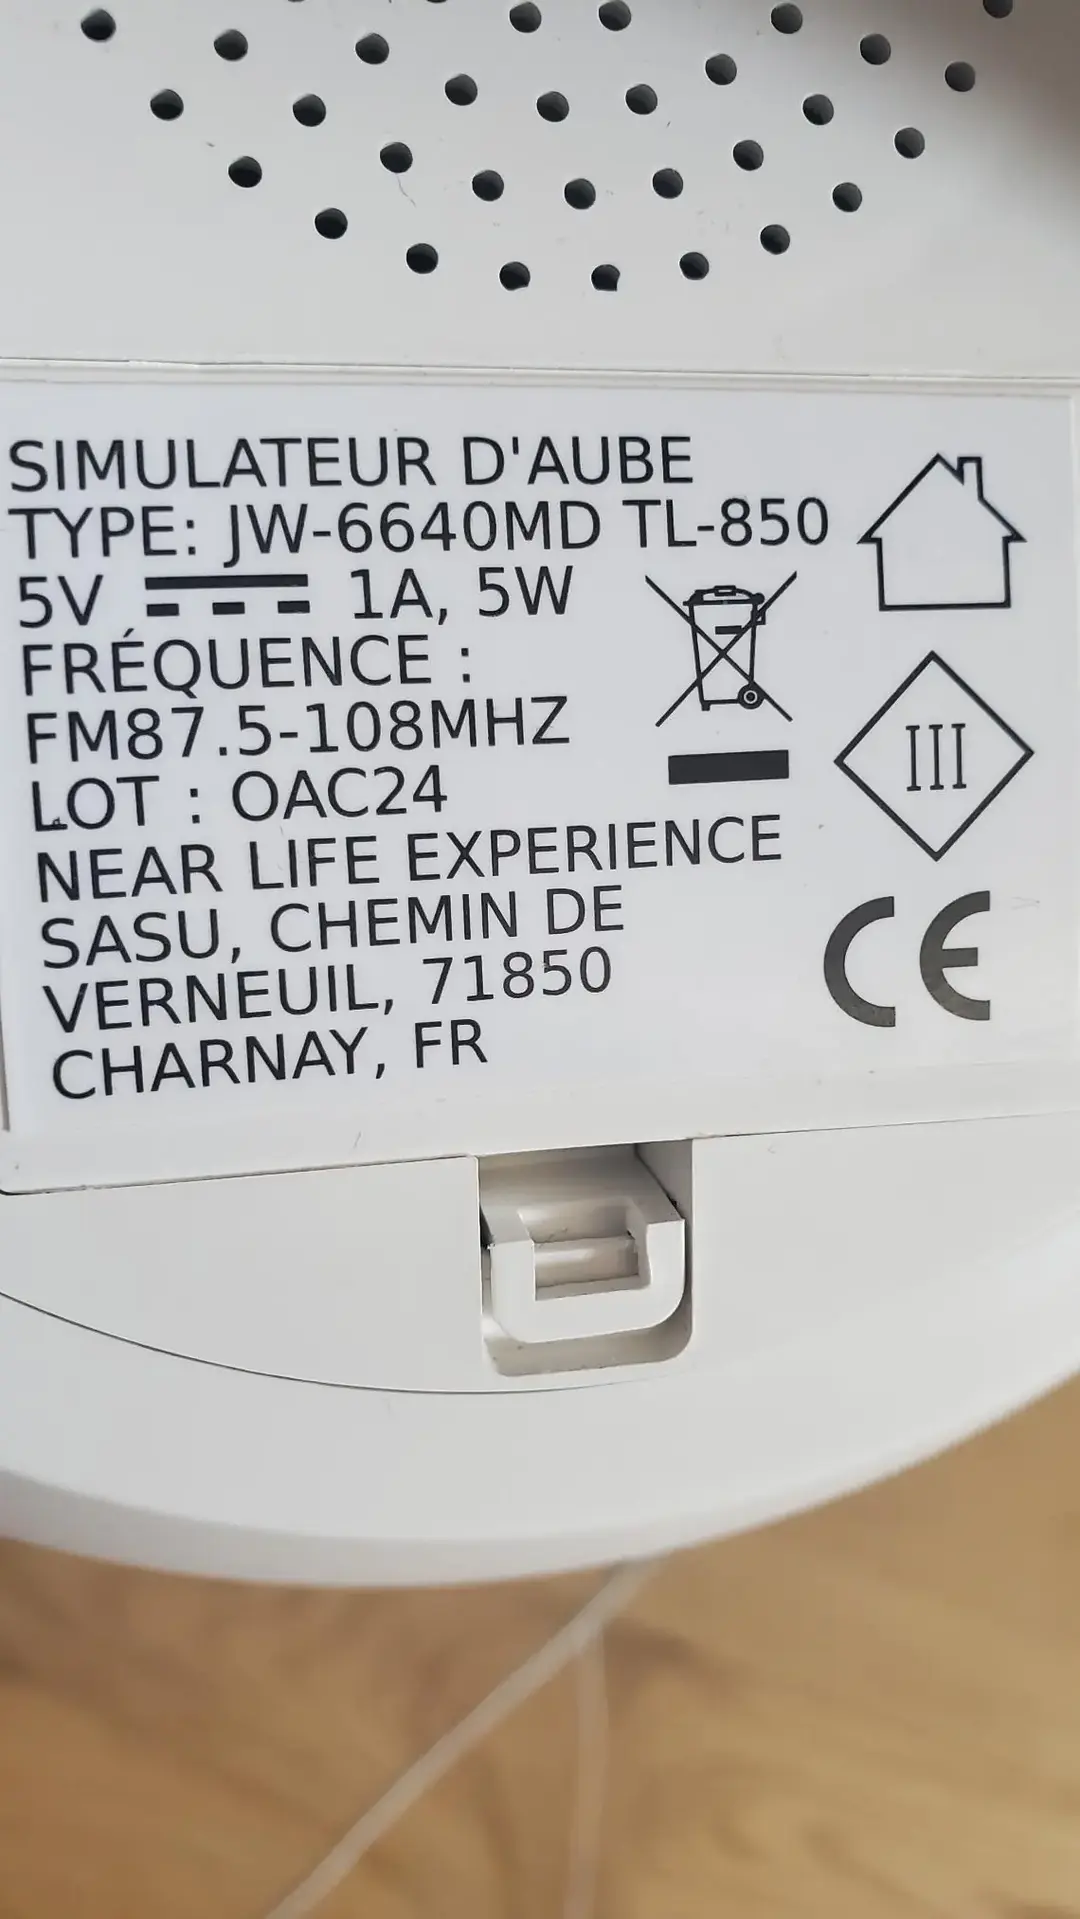 SIMULATEUR D'AUBE
TYPE: JW-6640MD TL-850
5V ⎓ 1A, 5W
FRÉQUENCE :
FM87.5-108MHZ
LOT : OAC24
NEAR LIFE EXPERIENCE
SASU, CHEMIN DE
VERNEUIL, 71850
CHARNAY, FR
III
CE